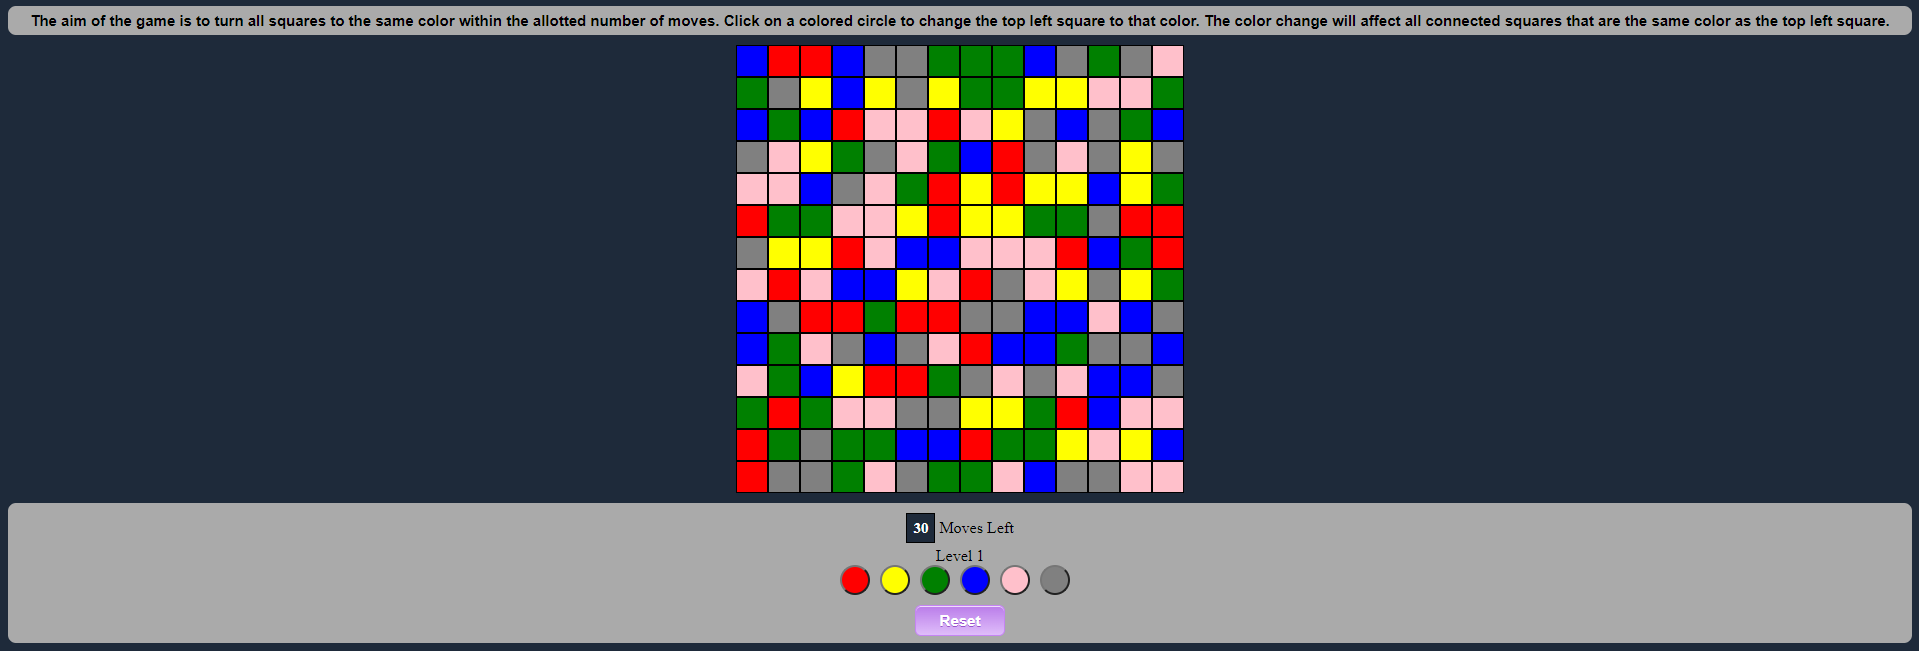 The aim of the game is to turn all squares to the same color within the allotted number of moves. Click on a colored circle to change the top left square to that color. The color change will affect all connected squares that are the same color as the top left square.
30 Moves Left
Level 1
Reset